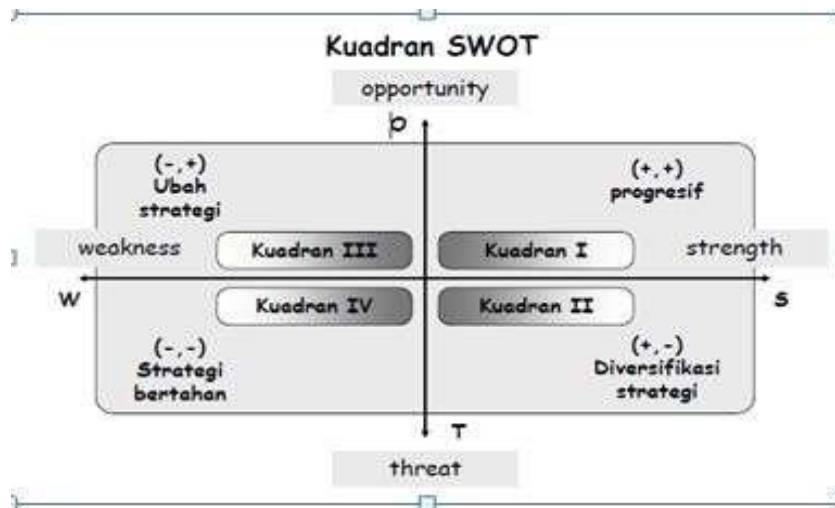 Kuadran SWOT
opportunity
O
(-,+)
Ubah
strategi
(+,+)
progresif
weakness
Kuadran III
Kuadran I
strength
W
S
Kuadran IV
Kuadran II
(-,-)
Strategi
bertahan
(+,-)
Diversifikasi
strategi
T
threat